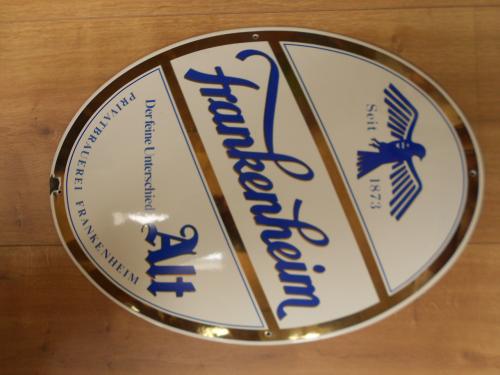 Seit 1873
Frankenheim
Alt
Der feine Unterschied
PRIVATBRAUEREI FRANKENHEIM